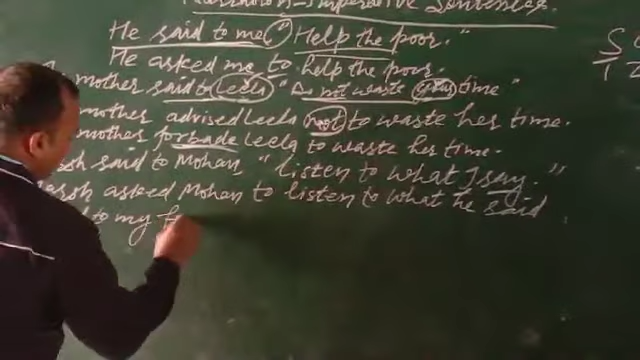 Narration-Imperative Sentences.
He said to me, "Help the poor."
He asked me to help the poor.
mother said to Leela "Do not waste your time"
mother advised Leela not to waste her time.
mother forbade Leela to waste her time.
said to Mohan "listen to what I say."
asked Mohan to listen to what he said
to my
S